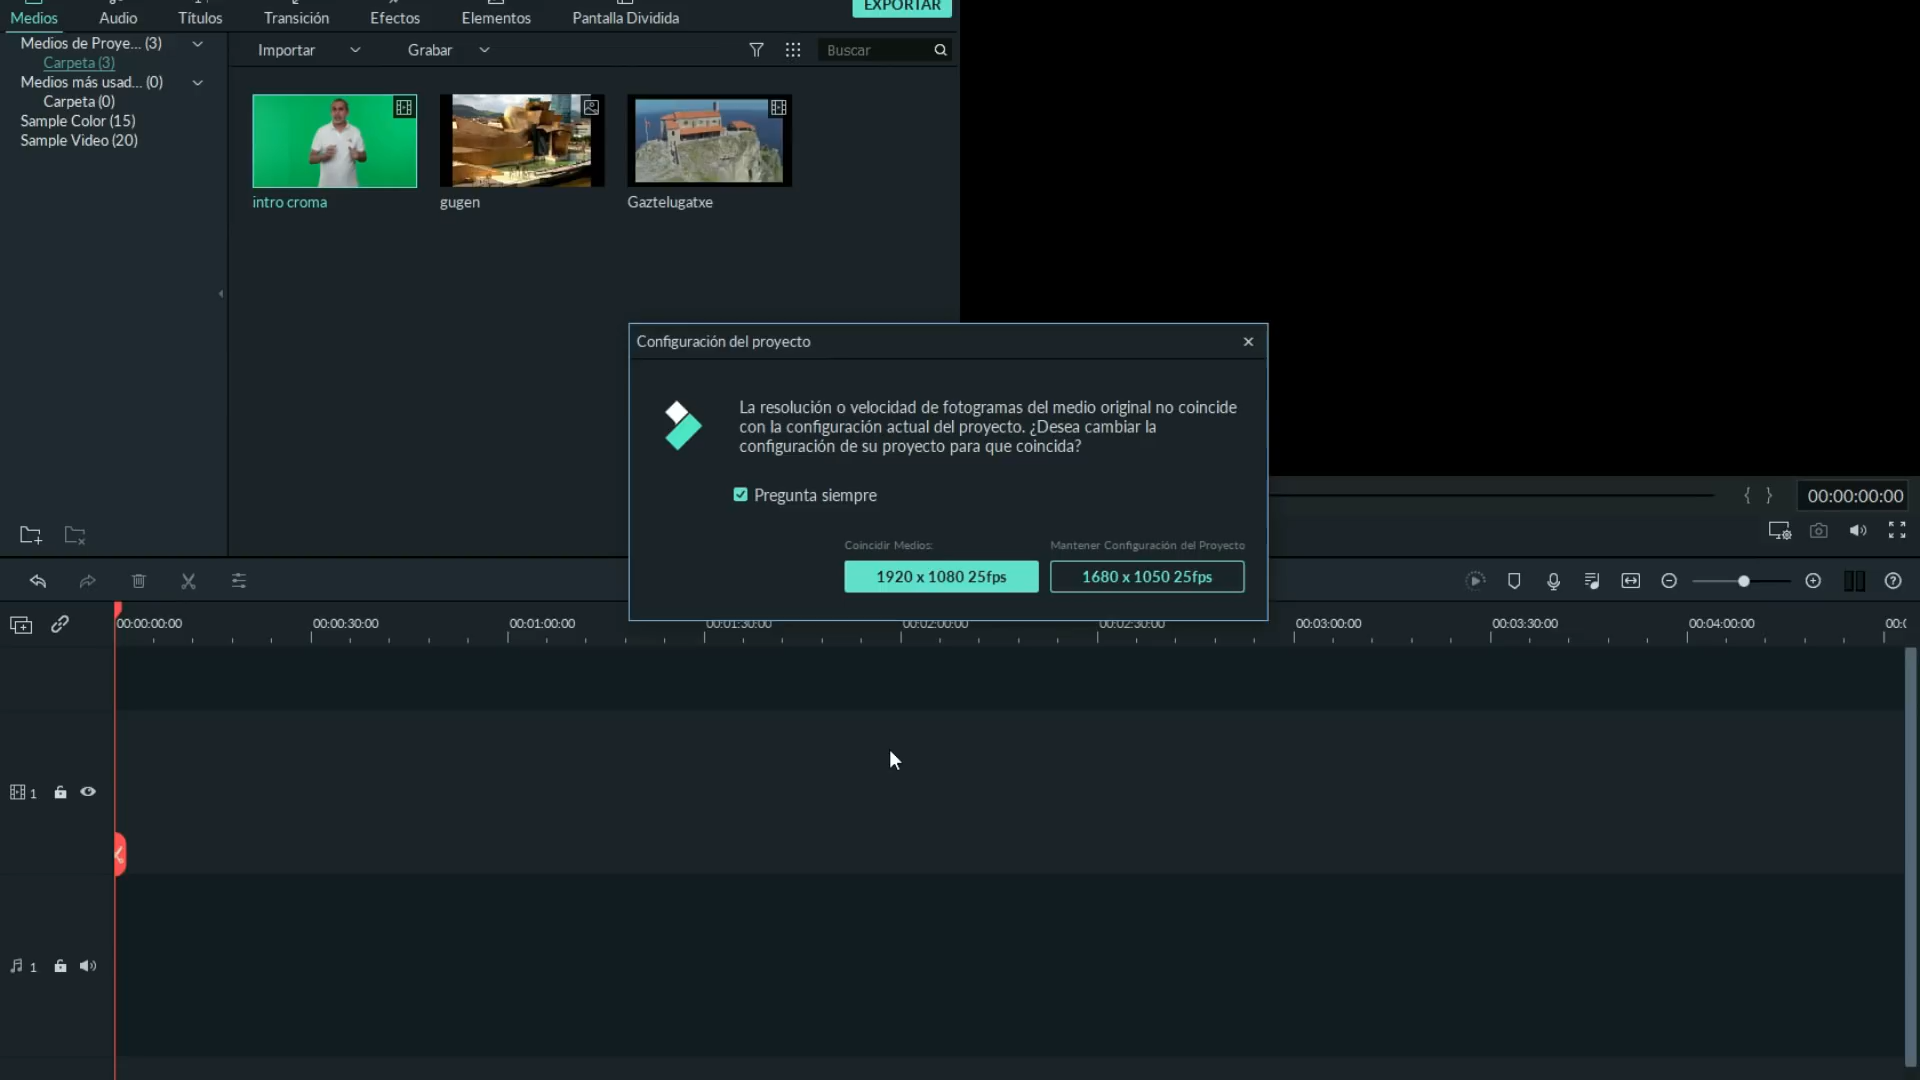 EXPORTAR
Medios Audio Títulos Transición Efectos Elementos Pantalla Dividida
Medios de Proye... (3)
Carpeta (3)
Medios más usad... (0)
Carpeta (0)
Sample Color (15)
Sample Video (20)
Importar Grabar Buscar
intro croma gugen Gaztelugatxe
Configuración del proyecto
La resolución o velocidad de fotogramas del medio original no coincide
con la configuración actual del proyecto. ¿Desea cambiar la
configuración de su proyecto para que coincida?
Pregunta siempre
Coincidir Medios: Mantener Configuración del Proyecto
1920 x 1080 25fps 1680 x 1050 25fps
{ } 00:00:00:00
00:00:00:00 00:00:30:00 00:01:00:00 00:01:30:00 00:02:00:00 00:02:30:00 00:03:00:00 00:03:30:00 00:04:00:00 00:0
1
1